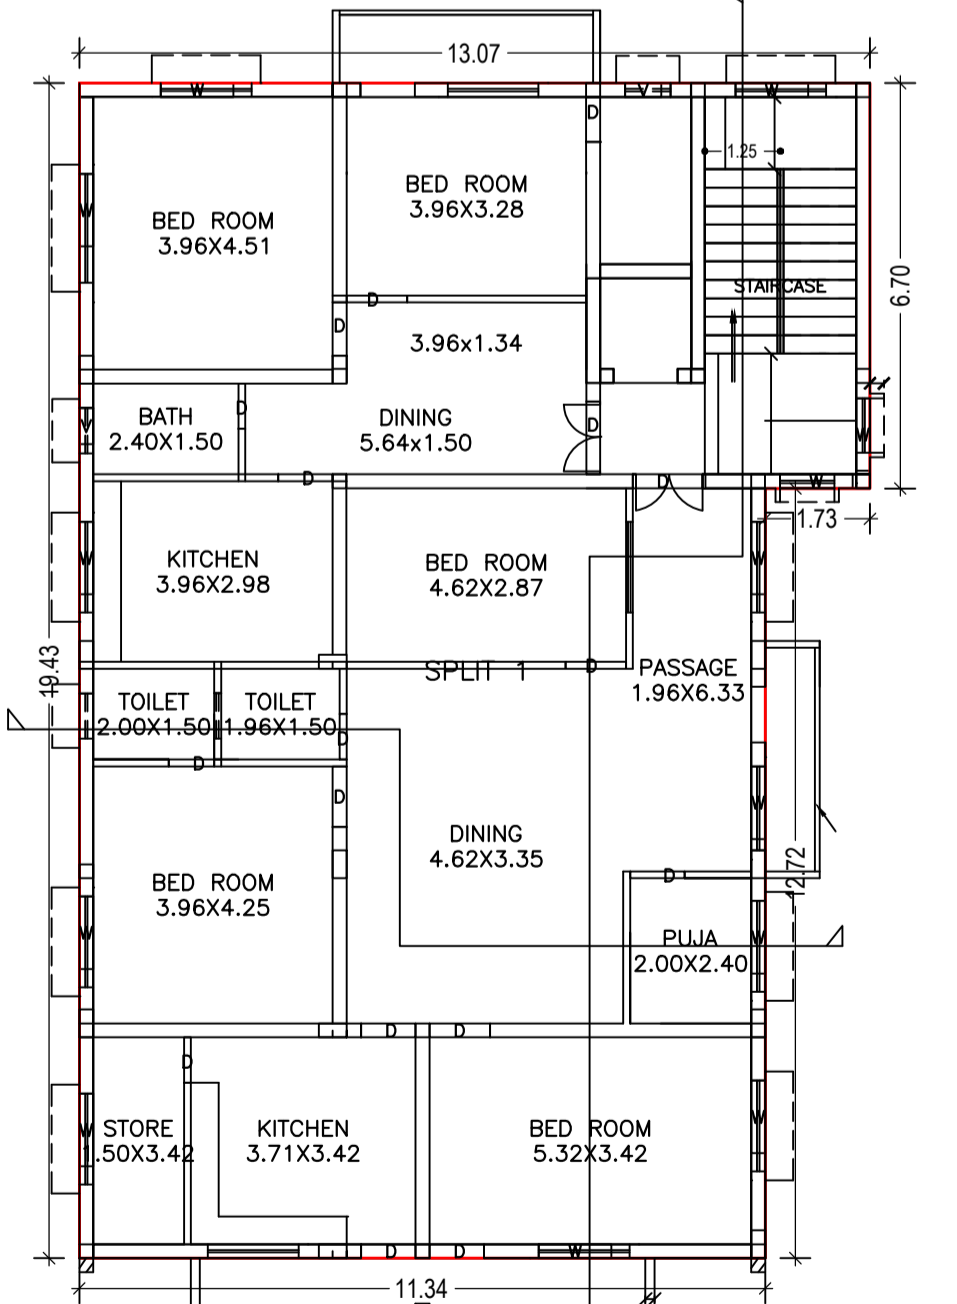 13.07
W
W
V
D
1.25
BED ROOM
3.96X3.28
W
BED ROOM
3.96X4.51
6.70
STAIRCASE
D
D
3.96x1.34
BATH
2.40X1.50
D
DINING
5.64x1.50
D
V
W
D
D
W
1.73
KITCHEN
3.96X2.98
BED ROOM
4.62X2.87
W
W
19.43
SPLIT 1
D
PASSAGE
1.96X6.33
TOILET
2.00X1.50
TOILET
1.96X1.50
D
D
D
W
DINING
4.62X3.35
12.72
BED ROOM
3.96X4.25
D
W
PUJA
2.00X2.40
W
D
D
D
STORE
1.50X3.42
KITCHEN
3.71X3.42
BED ROOM
5.32X3.42
W
W
D
D
W
11.34